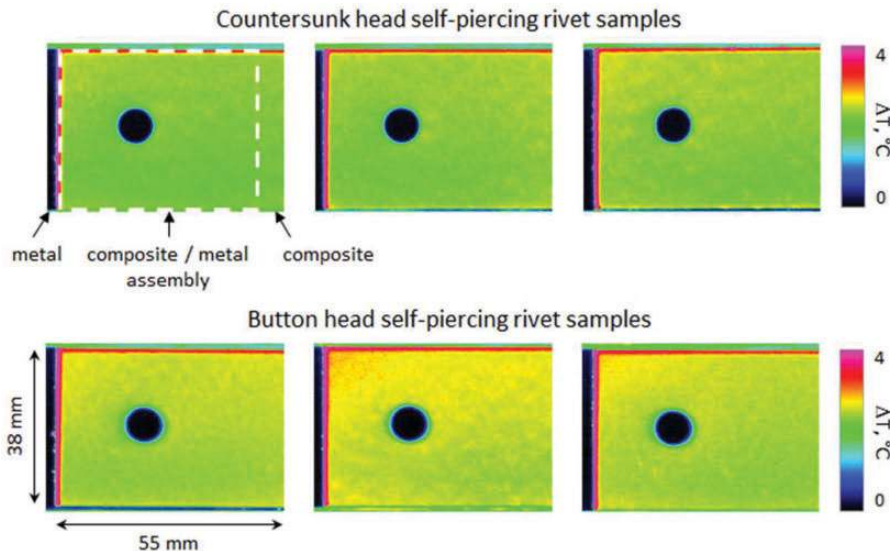 Countersunk head self-piercing rivet samples
4
ΔT, °C
0
metal
composite / metal
assembly
composite
Button head self-piercing rivet samples
4
ΔT, °C
0
38 mm
55 mm